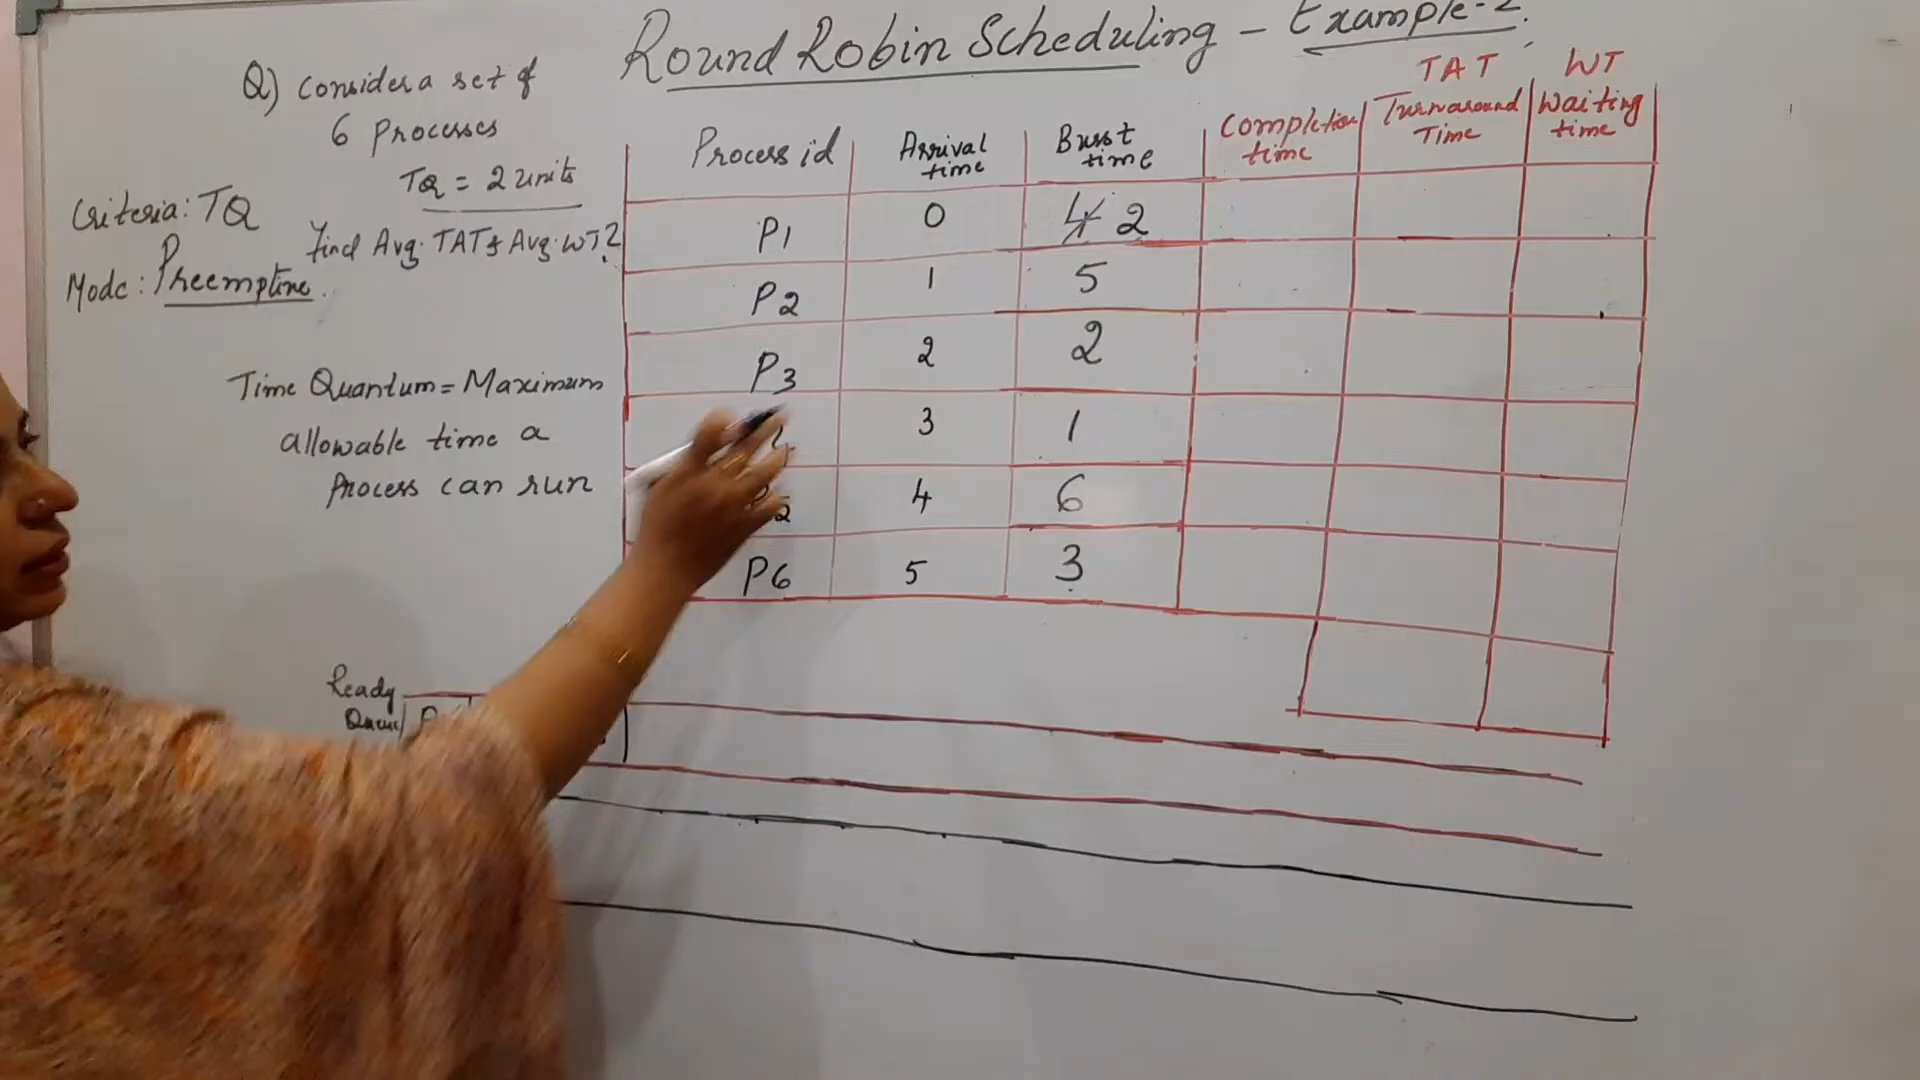 Round Robin Scheduling - Example-2.
Q) Consider a set of
6 Processes
TQ = 2 units
Criteria: TQ
Find Avg. TAT & Avg. WT?
Mode: Preemptive.
Time Quantum = Maximum
allowable time a
Process can run
TAT WT
Process id Arrival time Burst time Completion time Turnaround Time Waiting time
P1 0 4 2
P2 1 5
P3 2 2
3 1
4 6
P6 5 3
Ready
Queue